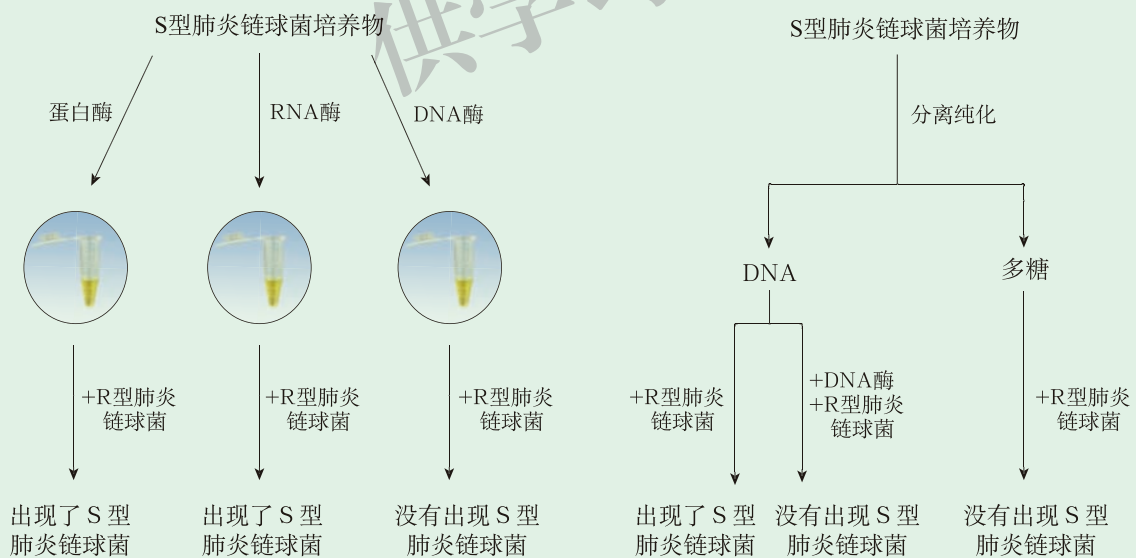 S型肺炎链球菌培养物
蛋白酶
RNA酶
DNA酶
+R型肺炎
链球菌
+R型肺炎
链球菌
+R型肺炎
链球菌
出现了 S 型
肺炎链球菌
出现了 S 型
肺炎链球菌
没有出现 S 型
肺炎链球菌
S型肺炎链球菌培养物
分离纯化
DNA
多糖
+R型肺炎
链球菌
+DNA酶
+R型肺炎
链球菌
+R型肺炎
链球菌
出现了 S 型
肺炎链球菌
没有出现 S 型
肺炎链球菌
没有出现 S 型
肺炎链球菌
供学